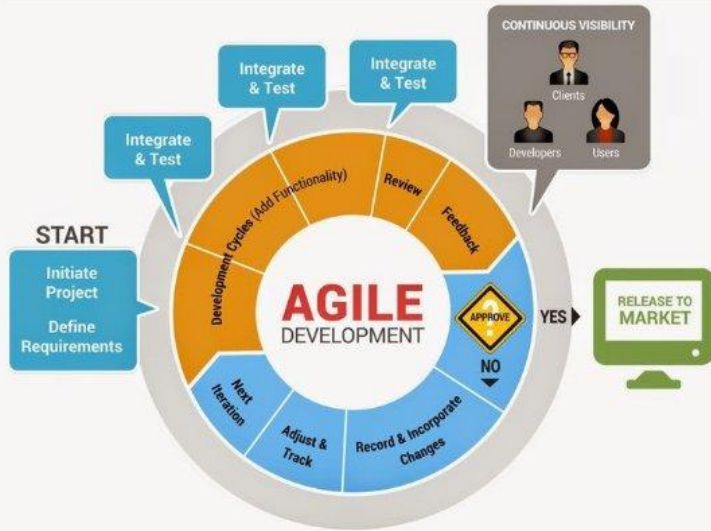 CONTINUOUS VISIBILITY
Clients
Developers
Users
Integrate
& Test
Integrate
& Test
Integrate
& Test
START
Initiate
Project
Define
Requirements
Development Cycles (Add Functionality)
Review
Feedback
AGILE
DEVELOPMENT
?
APPROVE
YES
NO
RELEASE TO
MARKET
Record & Incorporate
Changes
Adjust &
Track
Next
Iteration